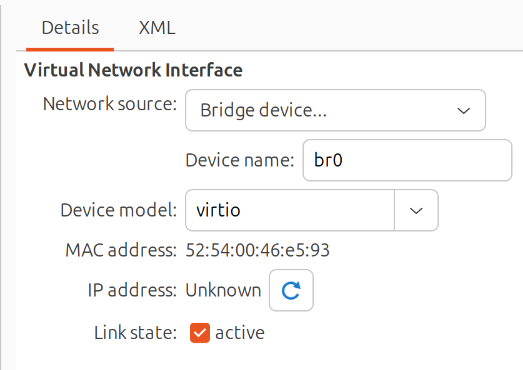 Details XML
Virtual Network Interface
Network source: Bridge device...
Device name: br0
Device model: virtio
MAC address: 52:54:00:46:e5:93
IP address: Unknown
Link state: active